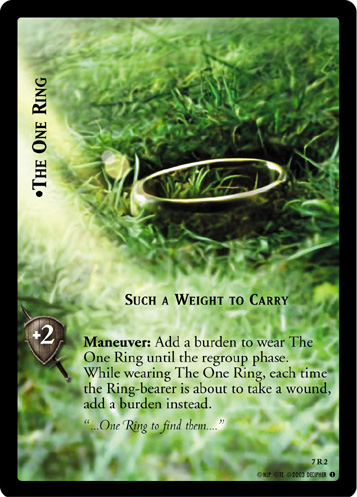 •The One Ring
Such a Weight to Carry
+2
Maneuver: Add a burden to wear The
One Ring until the regroup phase.
While wearing The One Ring, each time
the Ring-bearer is about to take a wound,
add a burden instead.
“...One Ring to find them....”
7 R 2